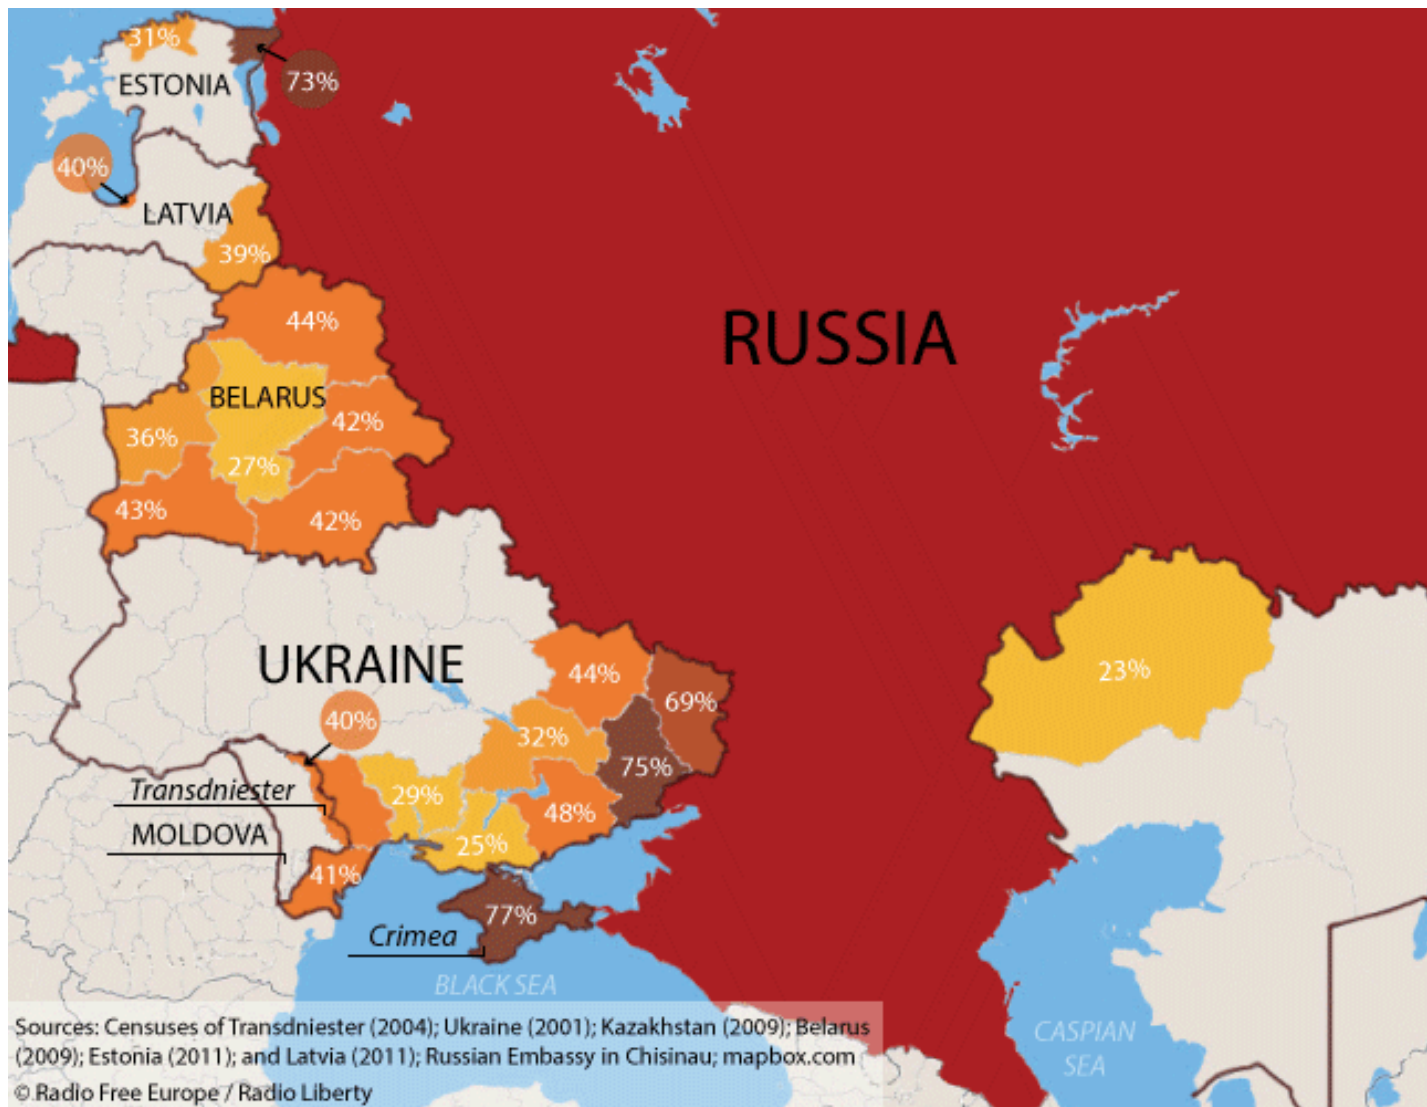 31%
73%
ESTONIA
40%
LATVIA
39%
44%
RUSSIA
BELARUS
42%
36%
27%
43%
42%
UKRAINE
44%
23%
69%
40%
32%
75%
Transdniester
29%
48%
MOLDOVA
25%
41%
77%
Crimea
BLACK SEA
CASPIAN
SEA
Sources: Censuses of Transdniester (2004); Ukraine (2001); Kazakhstan (2009); Belarus
(2009); Estonia (2011); and Latvia (2011); Russian Embassy in Chisinau; mapbox.com
© Radio Free Europe / Radio Liberty